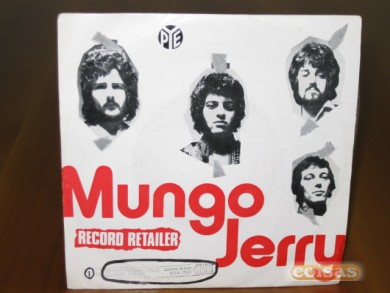 PYE
Mungo
RECORD RETAILER
Jerry
coisas